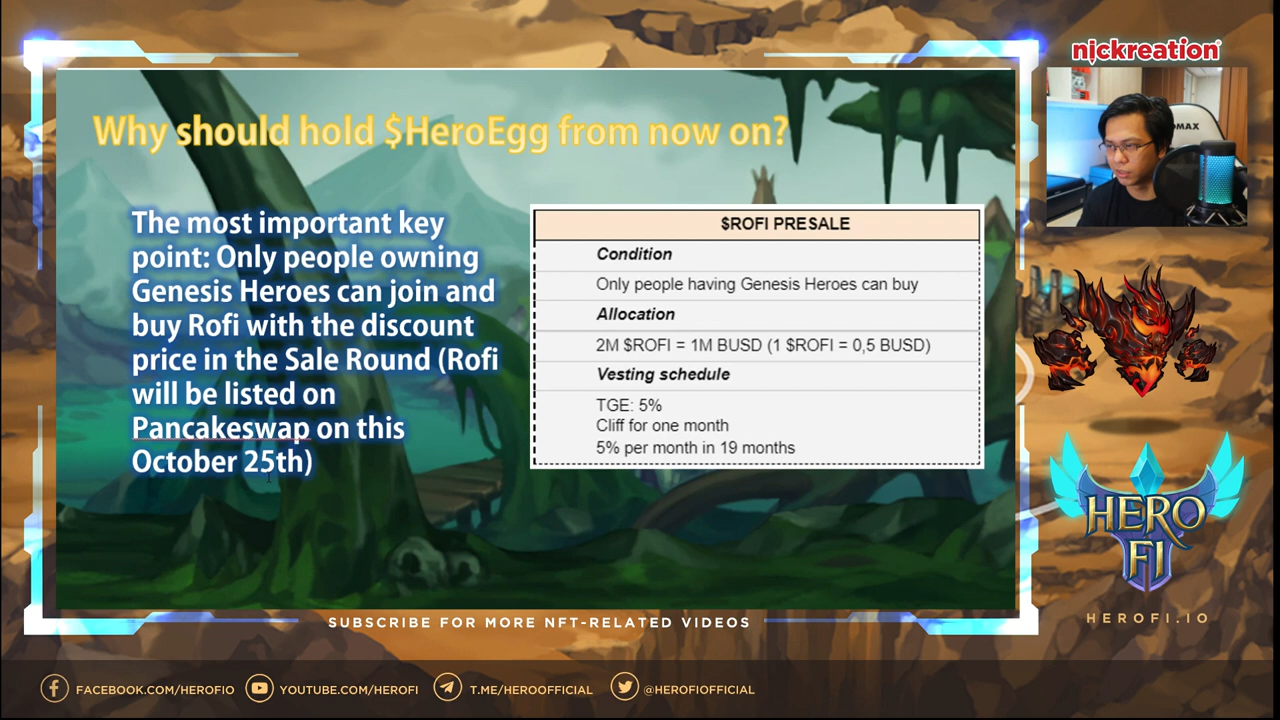 njckreation
OMAX
Why should hold $HeroEgg from now on?
The most important key
point: Only people owning
Genesis Heroes can join and
buy Rofi with the discount
price in the Sale Round (Rofi
will be listed on
Pancakeswap on this
October 25th)
$ROFI PRESALE
Condition
Only people having Genesis Heroes can buy
Allocation
2M $ROFI = 1M BUSD (1 $ROFI = 0,5 BUSD)
Vesting schedule
TGE: 5%
Cliff for one month
5% per month in 19 months
HERO
FI
HEROFI.IO
SUBSCRIBE FOR MORE NFT-RELATED VIDEOS
FACEBOOK.COM/HEROFIO
YOUTUBE.COM/HEROFI
T.ME/HEROOFFICIAL
@HEROFIOFFICIAL